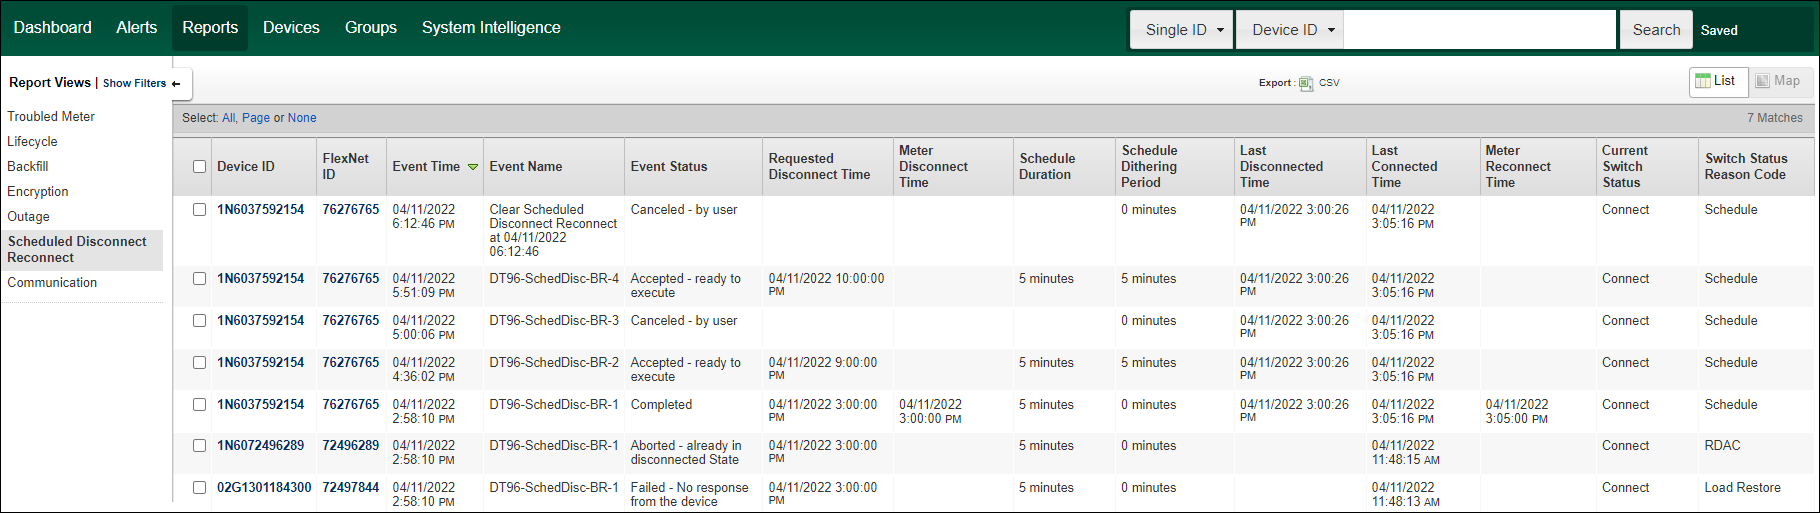 Dashboard Alerts Reports Devices Groups System Intelligence Single ID Device ID Search Saved
Report Views | Show Filters
Export : CSV List Map
Troubled Meter
Lifecycle
Backfill
Encryption
Outage
Scheduled Disconnect
Reconnect
Communication
Select: All, Page or None 7 Matches
Device ID FlexNet ID Event Time Event Name Event Status Requested Disconnect Time Meter Disconnect Time Schedule Duration Schedule Dithering Period Last Disconnected Time Last Connected Time Meter Reconnect Time Current Switch Status Switch Status Reason Code
1N6037592154 76276765 04/11/2022 Clear Scheduled Canceled - by user 0 minutes 04/11/2022 3:00:26 04/11/2022 Connect Schedule
6:12:46 PM Disconnect Reconnect PM 3:05:16 PM
at 04/11/2022
06:12:46
1N6037592154 76276765 04/11/2022 DT96-SchedDisc-BR-4 Accepted - ready to 04/11/2022 10:00:00 5 minutes 5 minutes 04/11/2022 3:00:26 04/11/2022 Connect Schedule
5:51:09 PM execute PM PM 3:05:16 PM
1N6037592154 76276765 04/11/2022 DT96-SchedDisc-BR-3 Canceled - by user 0 minutes 04/11/2022 3:00:26 04/11/2022 Connect Schedule
5:00:06 PM PM 3:05:16 PM
1N6037592154 76276765 04/11/2022 DT96-SchedDisc-BR-2 Accepted - ready to 04/11/2022 9:00:00 5 minutes 5 minutes 04/11/2022 3:00:26 04/11/2022 Connect Schedule
4:36:02 PM execute PM PM 3:05:16 PM
1N6037592154 76276765 04/11/2022 DT96-SchedDisc-BR-1 Completed 04/11/2022 3:00:00 04/11/2022 5 minutes 0 minutes 04/11/2022 3:00:26 04/11/2022 04/11/2022 Connect Schedule
2:58:10 PM PM 3:00:00 PM PM 3:05:16 PM 3:05:00 PM
1N6072496289 72496289 04/11/2022 DT96-SchedDisc-BR-1 Aborted - already in 04/11/2022 3:00:00 5 minutes 0 minutes 04/11/2022 Connect RDAC
2:58:10 PM disconnected State PM 11:48:15 AM
02G1301184300 72497844 04/11/2022 DT96-SchedDisc-BR-1 Failed - No response 04/11/2022 3:00:00 5 minutes 0 minutes 04/11/2022 Connect Load Restore
2:58:10 PM from the device PM 11:48:13 AM